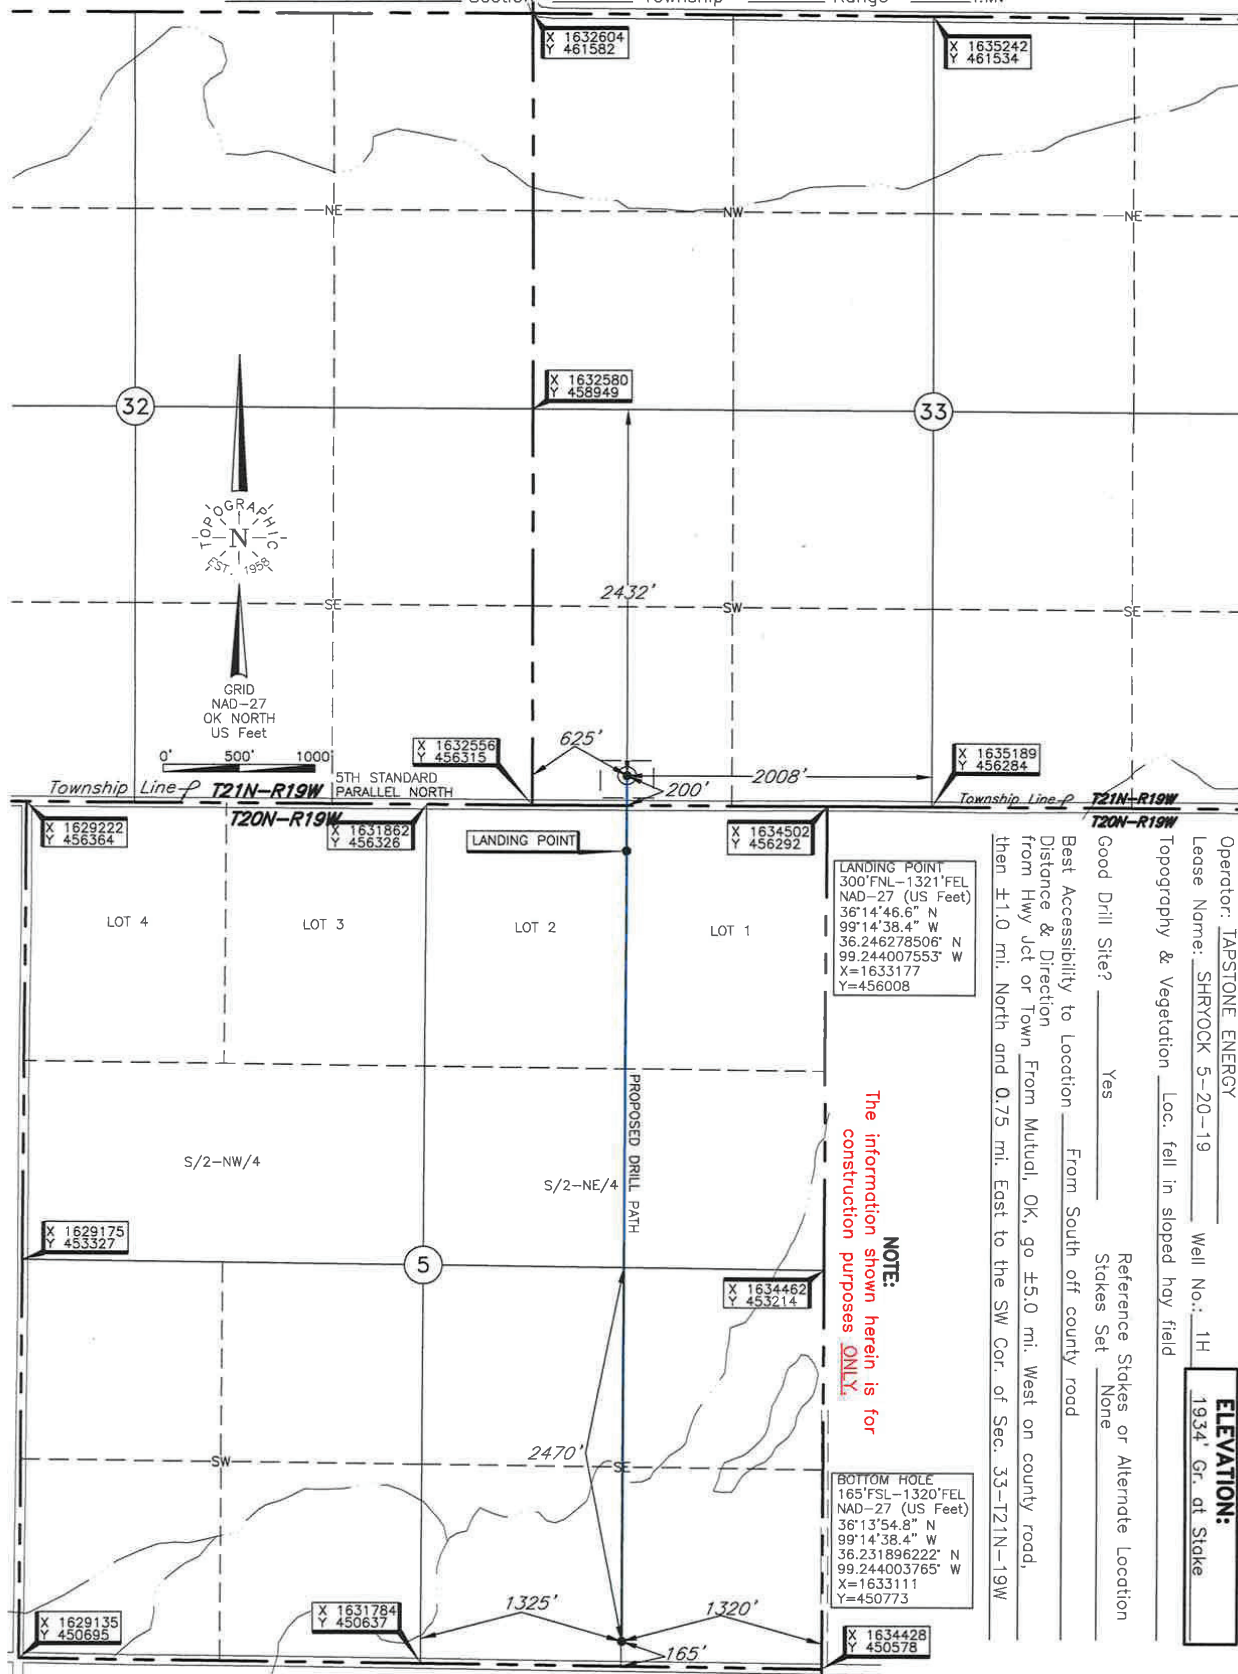 X 1632604
Y 461582
X 1635242
Y 461534
NE
NW
NE
X 1632580
Y 458949
32
33
TOPOGRAPHIC
N
EST. 1958
2432'
SE
SW
SE
GRID
NAD-27
OK NORTH
US Feet
0' 500' 1000'
X 1632556
Y 456315
625'
X 1635189
Y 456284
2008'
200'
5TH STANDARD
PARALLEL NORTH
Township Line
T21N-R19W
Township Line
T21N-R19W
T20N-R19W
T20N-R19W
X 1629222
Y 456364
X 1631862
Y 456326
LANDING POINT
X 1634502
Y 456292
LANDING POINT
300'FNL-1321'FEL
NAD-27 (US Feet)
36°14'46.6" N
99°14'38.4" W
36.246278506° N
99.244007553° W
X=1633177
Y=456008
LOT 4
LOT 3
LOT 2
LOT 1
PROPOSED DRILL PATH
S/2-NW/4
S/2-NE/4
X 1629175
Y 453327
5
X 1634462
Y 453214
2470'
SW
SE
BOTTOM HOLE
165'FSL-1320'FEL
NAD-27 (US Feet)
36°13'54.8" N
99°14'38.4" W
36.231896222° N
99.244003765° W
X=1633111
Y=450773
X 1629135
Y 450695
X 1631784
Y 450637
1325'
1320'
165'
X 1634428
Y 450578
Operator: TAPSTONE ENERGY
Lease Name: SHRYOCK 5-20-19 Well No.: 1H
ELEVATION:
1934' Gr. at Stake
Topography & Vegetation Loc. fell in sloped hay field
Good Drill Site? Yes
Reference Stakes or Alternate Location
Stakes Set None
Best Accessibility to Location From South off county road
Distance & Direction
from Hwy Jct or Town From Mutual, OK, go ±5.0 mi. West on county road,
then ±1.0 mi. North and 0.75 mi. East to the SW Cor. of Sec. 33-T21N-19W
NOTE:
The information shown herein is for
construction purposes ONLY.